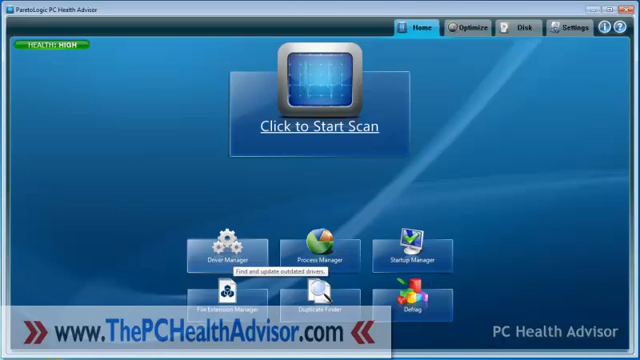 ParetoLogic PC Health Advisor
Home
Optimize
Disk
Settings
HEALTH: HIGH
Click to Start Scan
Driver Manager
Process Manager
Startup Manager
Find and update outdated drivers.
File Extension Manager
Duplicate Finder
Defrag
www.ThePCHealthAdvisor.com
PC Health Advisor